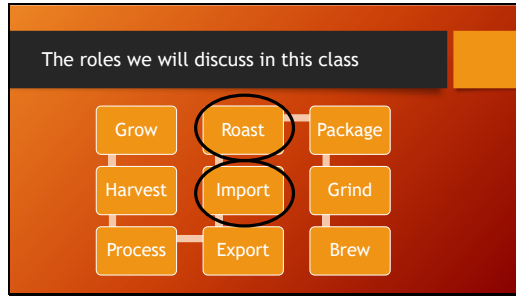 The roles we will discuss in this class
Grow
Harvest
Process
Export
Import
Roast
Package
Grind
Brew